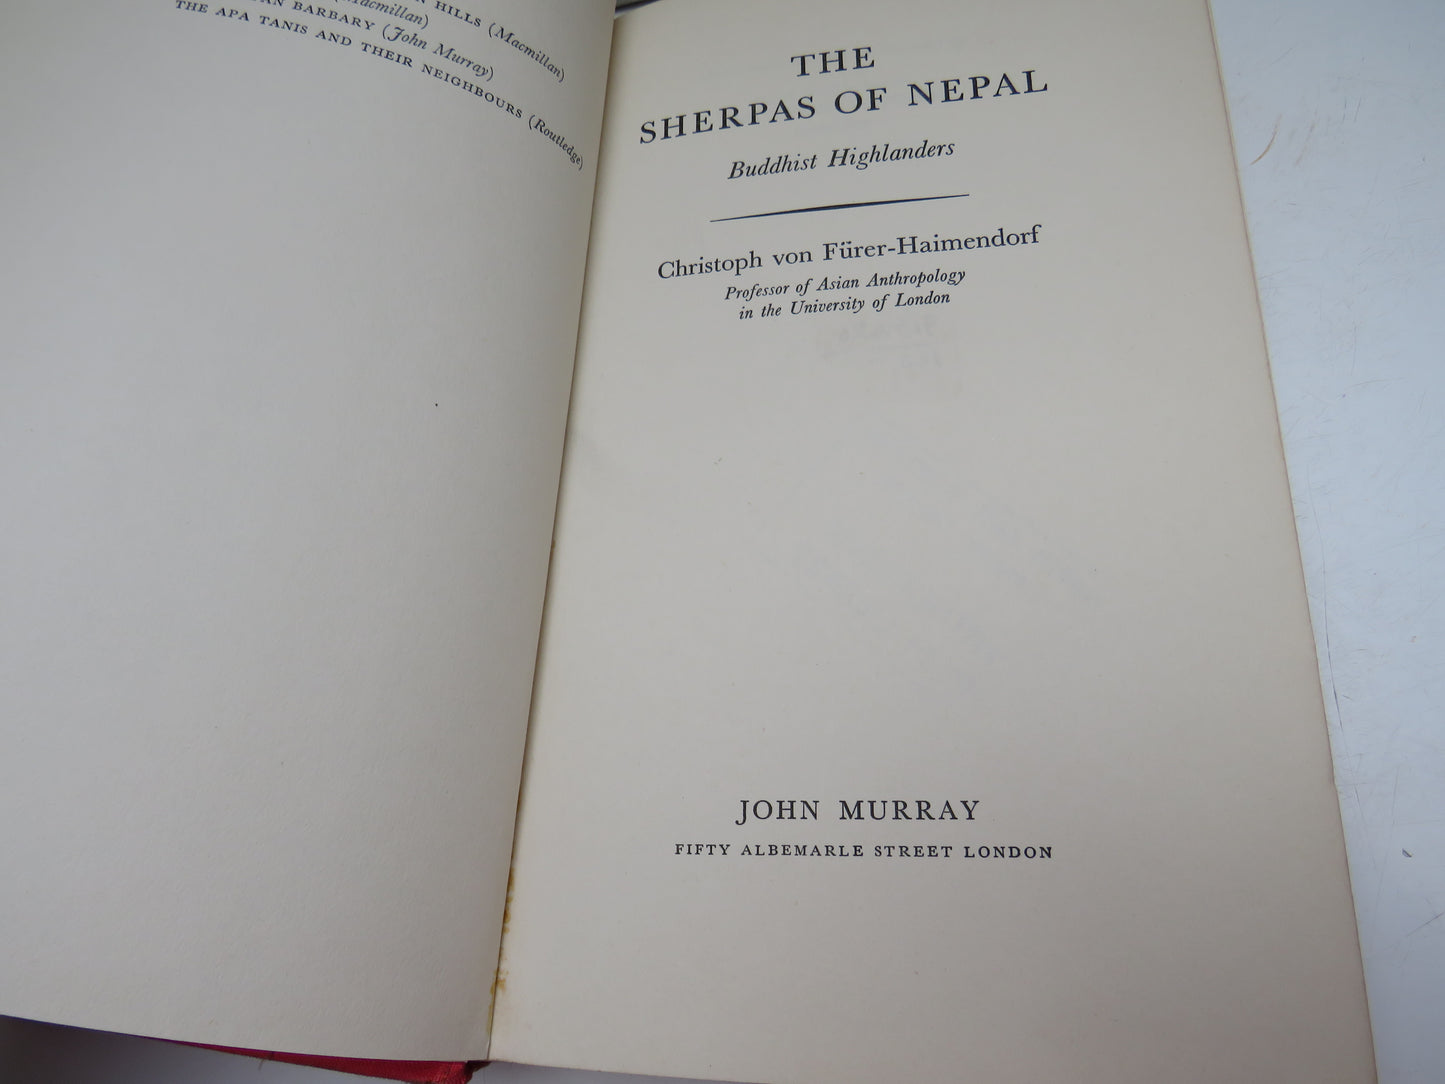 HILLS (Macmillan)
(Macmillan)
BARBARY (John Murray)
THE APA TANIS AND THEIR NEIGHBOURS (Routledge)
THE
SHERPAS OF NEPAL
Buddhist Highlanders
Christoph von Fürer-Haimendorf
Professor of Asian Anthropology
in the University of London
JOHN MURRAY
FIFTY ALBEMARLE STREET LONDON